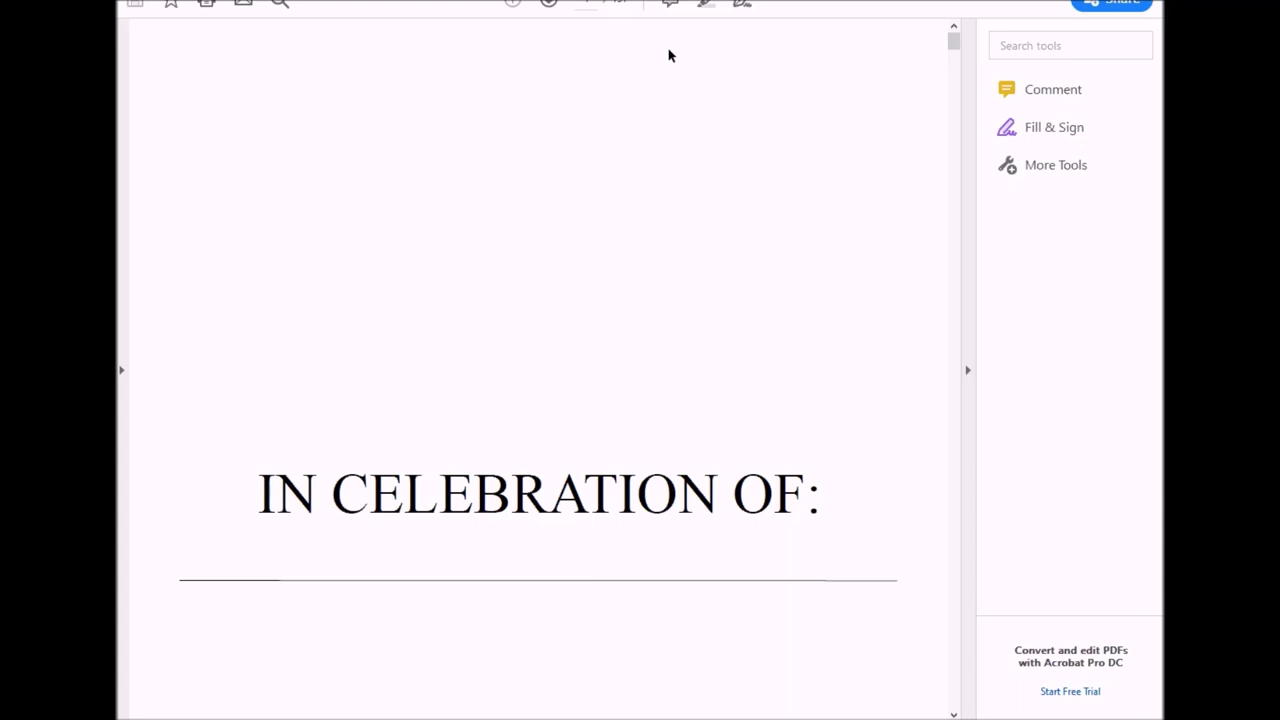 Share
Search tools
Comment
Fill & Sign
More Tools
IN CELEBRATION OF:
Convert and edit PDFs
with Acrobat Pro DC
Start Free Trial